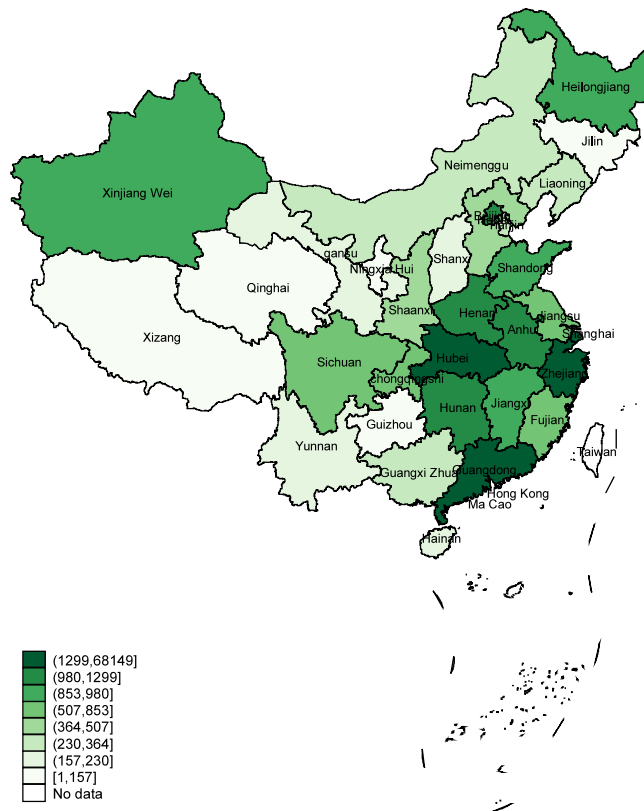 Heilongjiang
Jilin
Xinjiang Wei
Neimenggu
Liaoning
Beijing
gansu
Ningxia Hui
Shanx
Shandong
Qinghai
Shaanxi
Henan
Jiangsu
Xizang
Anhui
Shanghai
Hubei
Sichuan
Zhejiang
chongqingshi
Hunan
Jiangxi
Guizhou
Fujian
Yunnan
Taiwan
Guangxi Zhua
Guangdong
Hong Kong
Ma Cao
Hainan
(1299,68149]
(980,1299]
(853,980]
(507,853]
(364,507]
(230,364]
(157,230]
[1,157]
No data